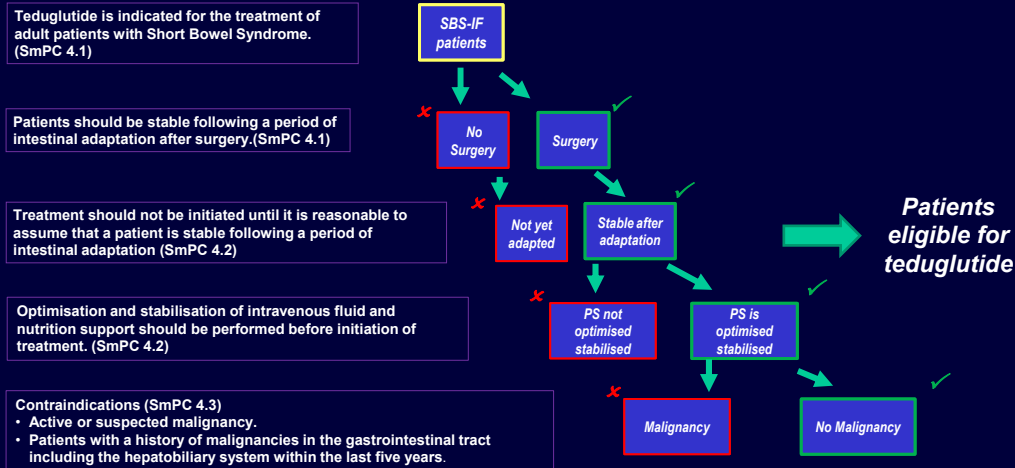 Teduglutide is indicated for the treatment of
adult patients with Short Bowel Syndrome.
(SmPC 4.1)
SBS-IF
patients
Patients should be stable following a period of
intestinal adaptation after surgery.(SmPC 4.1)
✘
No
Surgery
✓
Surgery
Treatment should not be initiated until it is reasonable to
assume that a patient is stable following a period of
intestinal adaptation (SmPC 4.2)
✘
Not yet
adapted
✓
Stable after
adaptation
Patients
eligible for
teduglutide
Optimisation and stabilisation of intravenous fluid and
nutrition support should be performed before initiation of
treatment. (SmPC 4.2)
✘
PS not
optimised
stabilised
✓
PS is
optimised
stabilised
Contraindications (SmPC 4.3)
• Active or suspected malignancy.
• Patients with a history of malignancies in the gastrointestinal tract
including the hepatobiliary system within the last five years.
✘
Malignancy
✓
No Malignancy